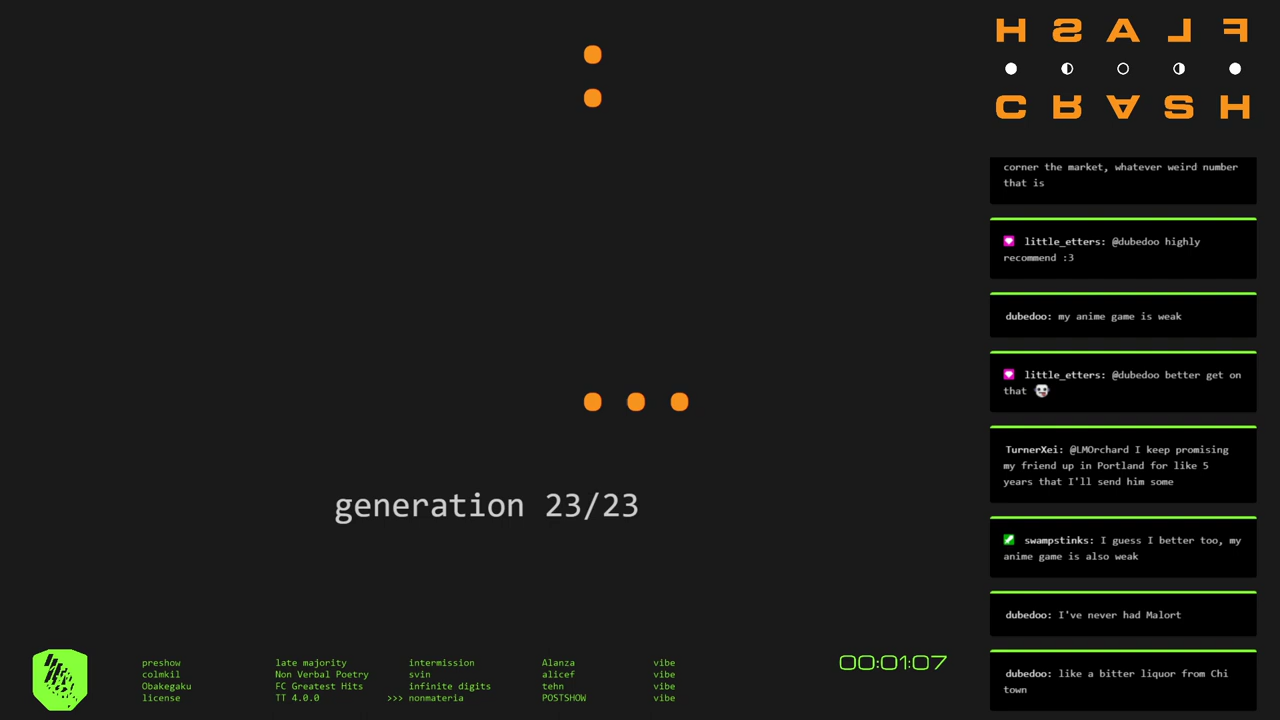 FLASH
CRASH
corner the market, whatever weird number
that is
little_etters: @dubedoo highly
recommend :3
dubedoo: my anime game is weak
little_etters: @dubedoo better get on
that
TurnerXei: @LMOrchard I keep promising
my friend up in Portland for like 5
years that I'll send him some
swampstinks: I guess I better too, my
anime game is also weak
dubedoo: I've never had Malort
dubedoo: like a bitter liquor from Chi
town
generation 23/23
preshow
colmkil
Obakegaku
license
late majority
Non Verbal Poetry
FC Greatest Hits
TT 4.0.0
intermission
svin
infinite digits
>>> nonmateria
Alanza
alicef
tehn
POSTSHOW
vibe
vibe
vibe
vibe
00:01:07